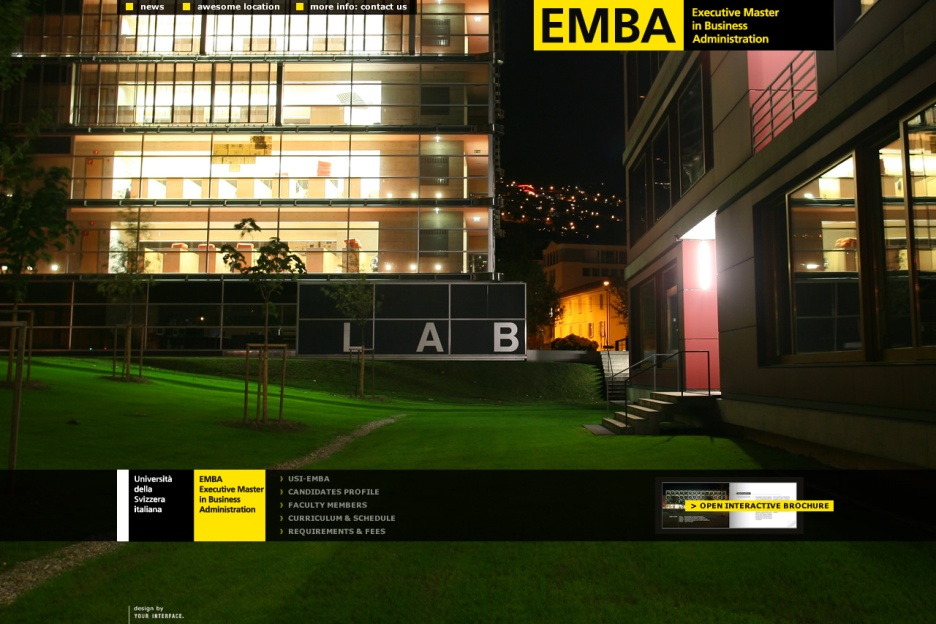 news
awesome location
more info: contact us
EMBA
Executive Master
in Business
Administration
LAB
Università
della
Svizzera
italiana
EMBA
Executive Master
in Business
Administration
USI-EMBA
CANDIDATES PROFILE
FACULTY MEMBERS
CURRICULUM & SCHEDULE
REQUIREMENTS & FEES
> OPEN INTERACTIVE BROCHURE
design by
YOUR INTERFACE.